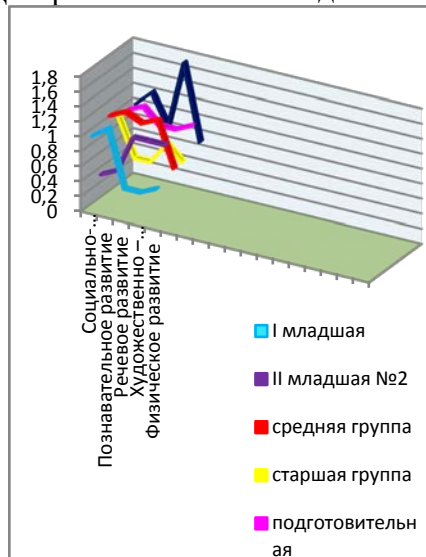 1,8
1,6
1,4
1,2
1
0,8
0,6
0,4
0,2
0
Социально-...
Познавательное развитие
Речевое развитие
Художественно –...
Физическое развитие
I младшая
II младшая №2
средняя группа
старшая группа
подготовительн
ая